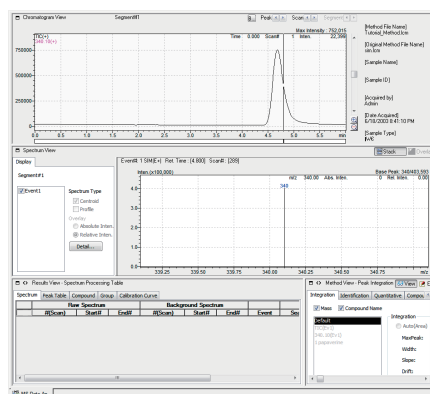 Chromatogram View Segment#1 Peak Scan Segment
Max Intensity : 752,015
TIC(+) Time 0.000 Scan# 1 Inten. 22,399
340.10(+)
750000
500000
250000
0
0.0 0.5 1.0 1.5 2.0 2.5 3.0 3.5 4.0 4.5 5.0 5.5 min
[Method File Name]
Tutorial_Method.lcm
[Original Method File Name]
sim.lcm
[Sample Name]
[Sample ID]
[Acquired by]
Admin
[Date Acquired]
6/18/2003 8:41:10 PM
[Sample Type]
Spectrum View Stack
Display
Segment#1
Event1
Spectrum Type
Centroid
Profile
Overlay
Absolute Inten.
Relative Inten.
Detail...
Event#: 1 SIM(E+) Ret. Time : [4.800] Scan# : [289]
Inten.(x100,000) Base Peak: 340/403,593
m/z 340.00 Abs. Inten. 0 Rel. Inten. 0.00
340
4.0
3.0
2.0
1.0
0.0
339.25 339.50 339.75 340.00 340.25 340.50 340.75 m/z
Results View - Spectrum Processing Table
Spectrum Peak Table Compound Group Calibration Curve
Raw Spectrum Background Spectrum
#(Scan) Start# End# #(Scan) Start# End# Event
Method View - Peak Integration View
Integration Identification Quantitative
Mass Compound Name
Default
TIC(E1)
Integration
Auto(Area)
MaxPeak:
Width:
Slope:
Drift: